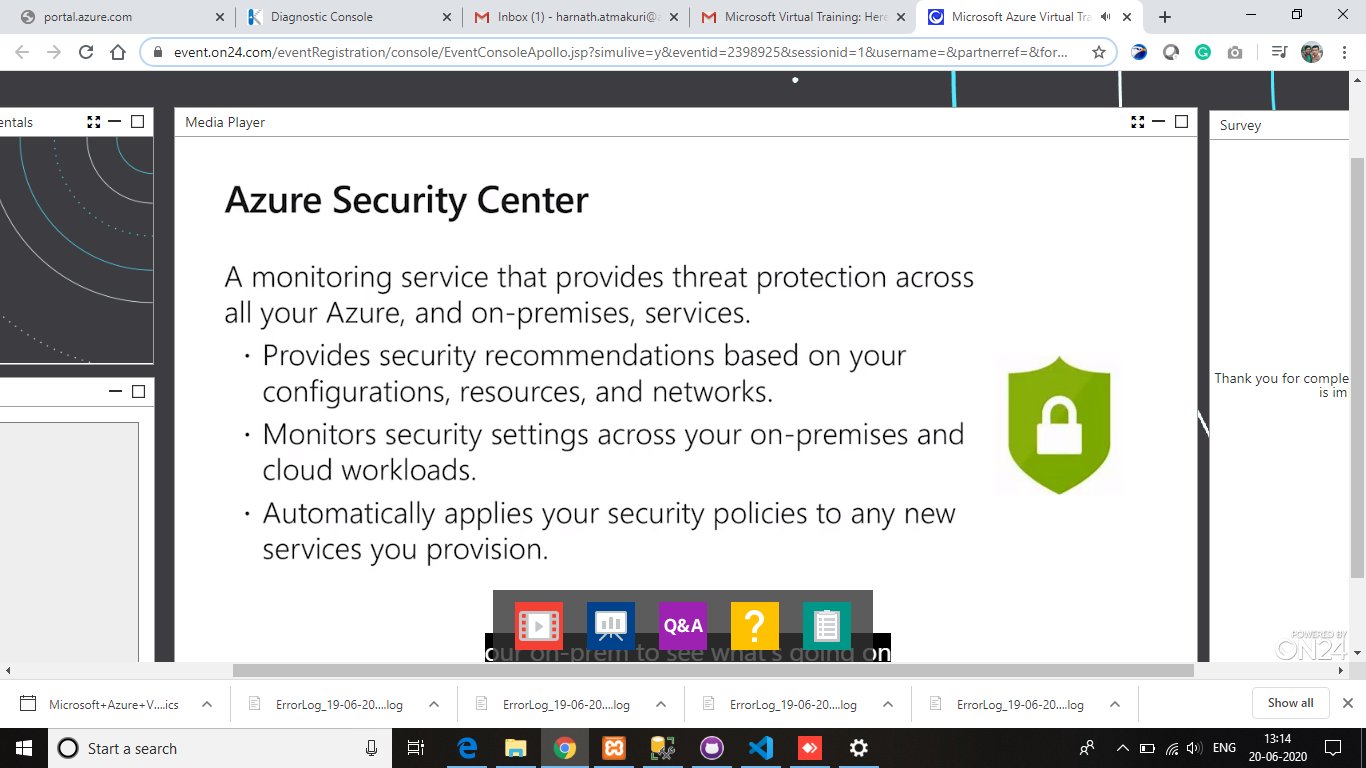 portal.azure.com
Diagnostic Console
Inbox (1) - harnath.atmakuri@
Microsoft Virtual Training: Here
Microsoft Azure Virtual Tra
event.on24.com/eventRegistration/console/EventConsoleApollo.jsp?simulive=y&eventid=2398925&sessionid=1&username=&partnerref=&for...
entals
Media Player
Survey
Azure Security Center
A monitoring service that provides threat protection across
all your Azure, and on-premises, services.
· Provides security recommendations based on your
configurations, resources, and networks.
· Monitors security settings across your on-premises and
cloud workloads.
· Automatically applies your security policies to any new
services you provision.
Thank you for comple
is im
Q&A
?
our on-prem to see what's going on
POWERED BY
ON24
Microsoft+Azure+V....ics
ErrorLog_19-06-20....log
ErrorLog_19-06-20....log
ErrorLog_19-06-20....log
ErrorLog_19-06-20....log
Show all
Start a search
ENG
13:14
20-06-2020